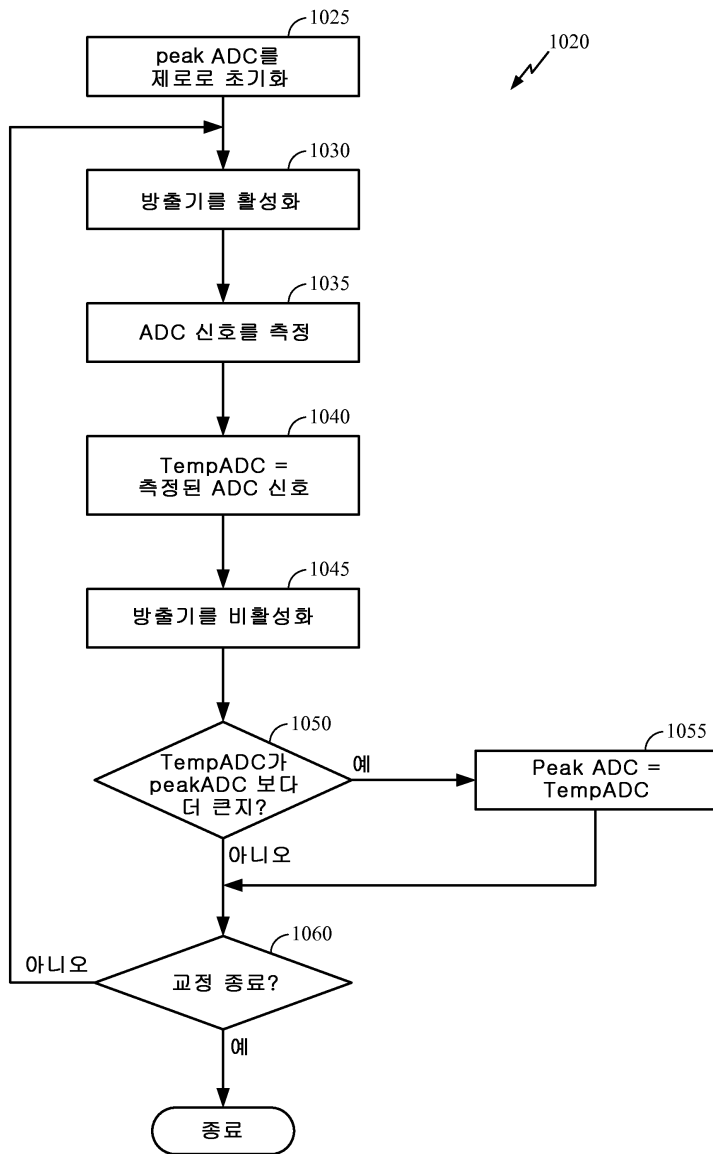 1025
1020
peak ADC를
제로로 초기화
1030
방출기를 활성화
1035
ADC 신호를 측정
1040
TempADC =
측정된 ADC 신호
1045
방출기를 비활성화
1050
TempADC가
peakADC 보다
더 큰지?
예
1055
Peak ADC =
TempADC
아니오
1060
교정 종료?
아니오
예
종료